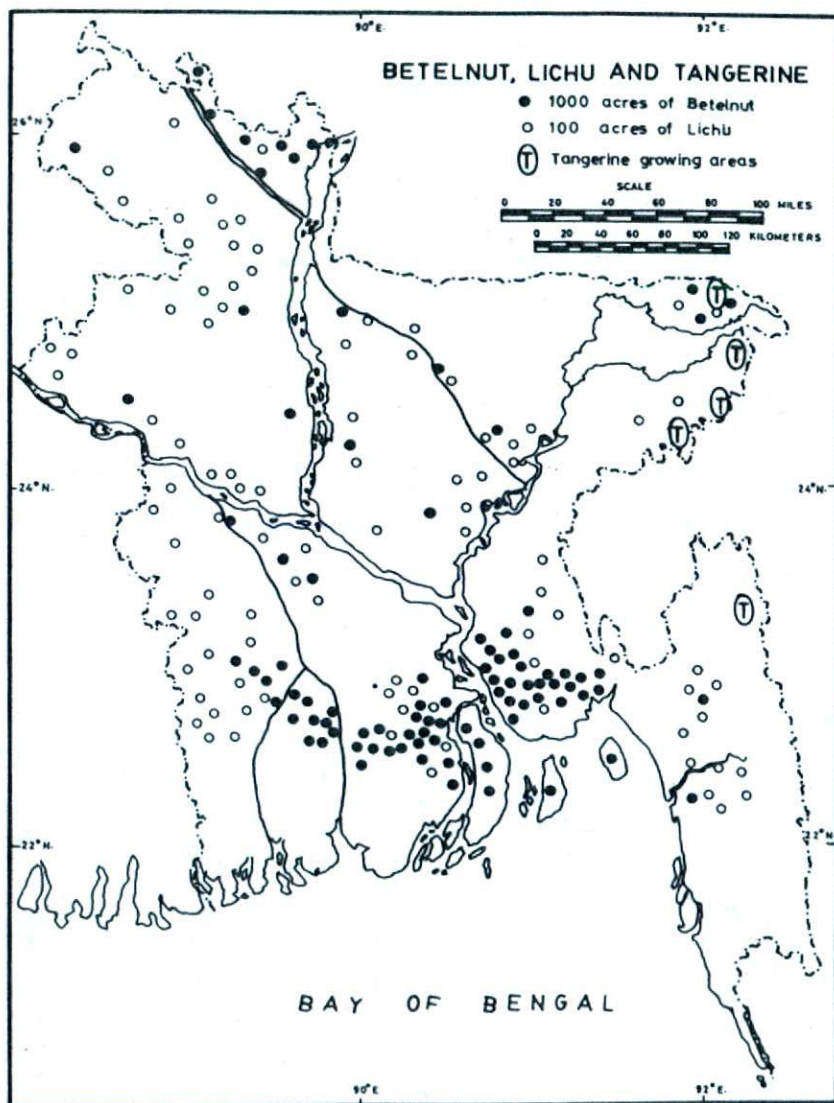 90°E
92°E
BETELNUT, LICHU AND TANGERINE
1000 acres of Betelnut
100 acres of Lichu
T Tangerine growing areas
SCALE
0 20 40 60 80 100 MILES
0 20 40 60 80 100 120 KILOMETERS
26°N
T
T
T
T
24°N.
24°N
T
22°N.
22°N
BAY OF BENGAL
90°E
92°E